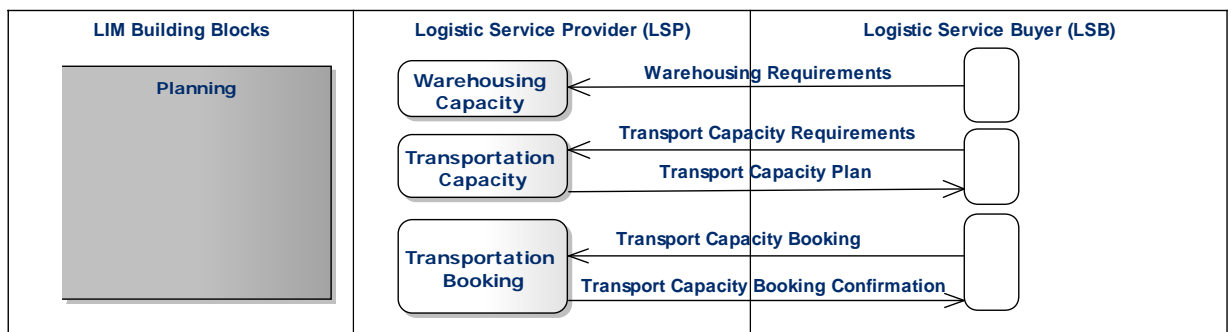 LIM Building Blocks
Logistic Service Provider (LSP)
Logistic Service Buyer (LSB)
Planning
Warehousing
Capacity
Warehousing Requirements
Transportation
Capacity
Transport Capacity Requirements
Transport Capacity Plan
Transportation
Booking
Transport Capacity Booking
Transport Capacity Booking Confirmation